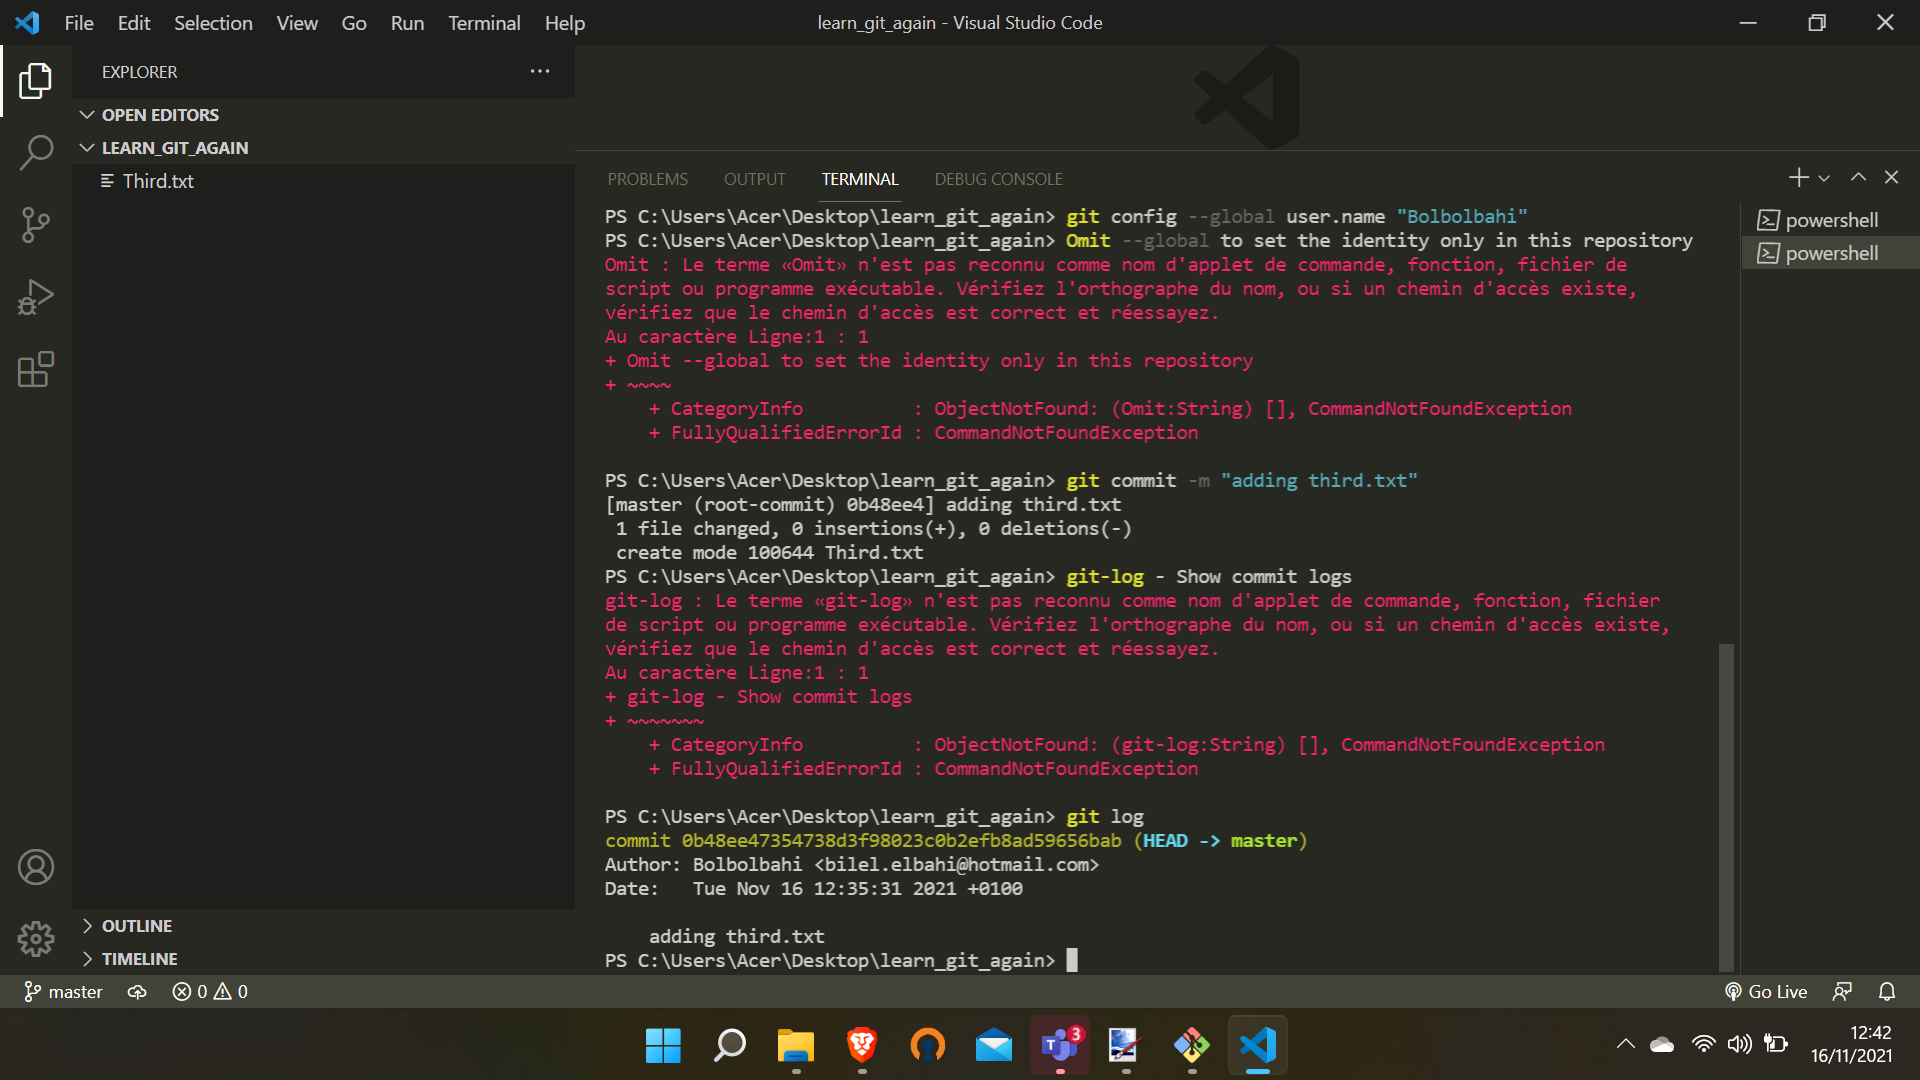 File Edit Selection View Go Run Terminal Help
learn_git_again - Visual Studio Code
EXPLORER
OPEN EDITORS
LEARN_GIT_AGAIN
Third.txt
OUTLINE
TIMELINE
PROBLEMS OUTPUT TERMINAL DEBUG CONSOLE
PS C:\Users\Acer\Desktop\learn_git_again> git config --global user.name "Bolbolbahi"
PS C:\Users\Acer\Desktop\learn_git_again> Omit --global to set the identity only in this repository
Omit : Le terme «Omit» n'est pas reconnu comme nom d'applet de commande, fonction, fichier de
script ou programme exécutable. Vérifiez l'orthographe du nom, ou si un chemin d'accès existe,
vérifiez que le chemin d'accès est correct et réessayez.
Au caractère Ligne:1 : 1
+ Omit --global to set the identity only in this repository
+ ~~~~
    + CategoryInfo          : ObjectNotFound: (Omit:String) [], CommandNotFoundException
    + FullyQualifiedErrorId : CommandNotFoundException
PS C:\Users\Acer\Desktop\learn_git_again> git commit -m "adding third.txt"
[master (root-commit) 0b48ee4] adding third.txt
 1 file changed, 0 insertions(+), 0 deletions(-)
 create mode 100644 Third.txt
PS C:\Users\Acer\Desktop\learn_git_again> git-log - Show commit logs
git-log : Le terme «git-log» n'est pas reconnu comme nom d'applet de commande, fonction, fichier
de script ou programme exécutable. Vérifiez l'orthographe du nom, ou si un chemin d'accès existe,
vérifiez que le chemin d'accès est correct et réessayez.
Au caractère Ligne:1 : 1
+ git-log - Show commit logs
+ ~~~~~~~
    + CategoryInfo          : ObjectNotFound: (git-log:String) [], CommandNotFoundException
    + FullyQualifiedErrorId : CommandNotFoundException
PS C:\Users\Acer\Desktop\learn_git_again> git log
commit 0b48ee47354738d3f98023c0b2efb8ad59656bab (HEAD -> master)
Author: Bolbolbahi <bilel.elbahi@hotmail.com>
Date:   Tue Nov 16 12:35:31 2021 +0100
    adding third.txt
PS C:\Users\Acer\Desktop\learn_git_again>
powershell
powershell
master 0 0
Go Live
T 3
12:42
16/11/2021